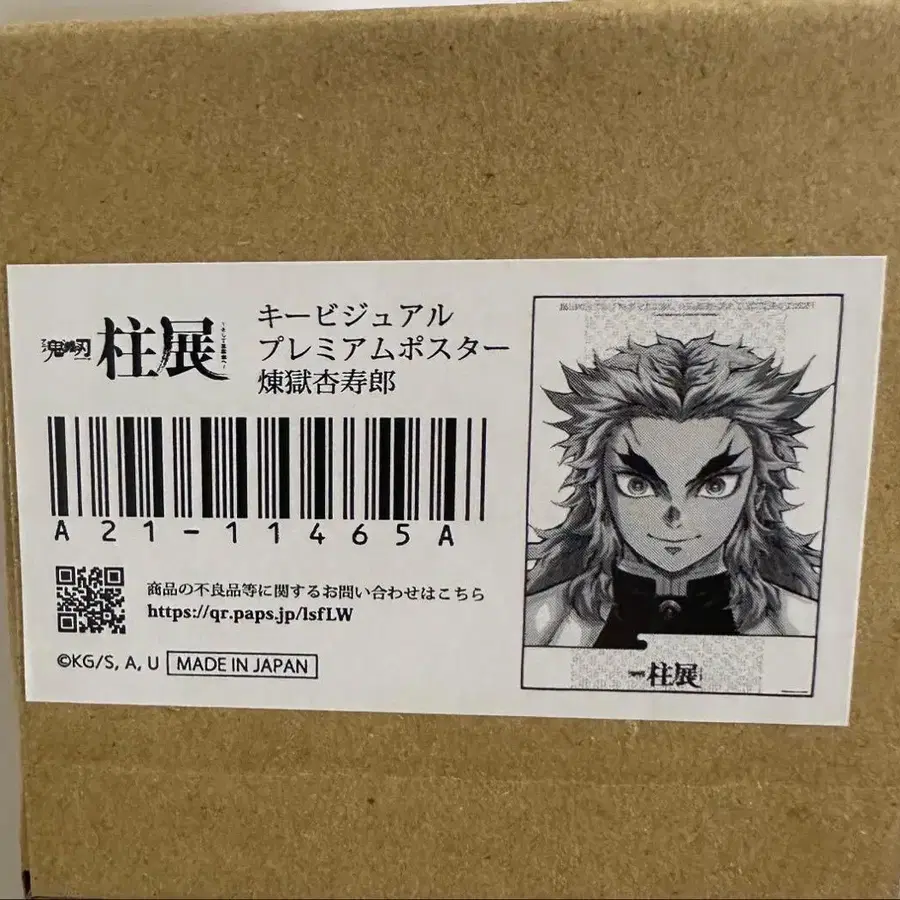 鬼滅の刃 柱展
キービジュアル
プレミアムポスター
煉獄杏寿郎
A21-11465A
商品の不良品等に関するお問い合わせはこちら
https://qr.paps.jp/lsfLW
©KG/S, A, U MADE IN JAPAN
柱展